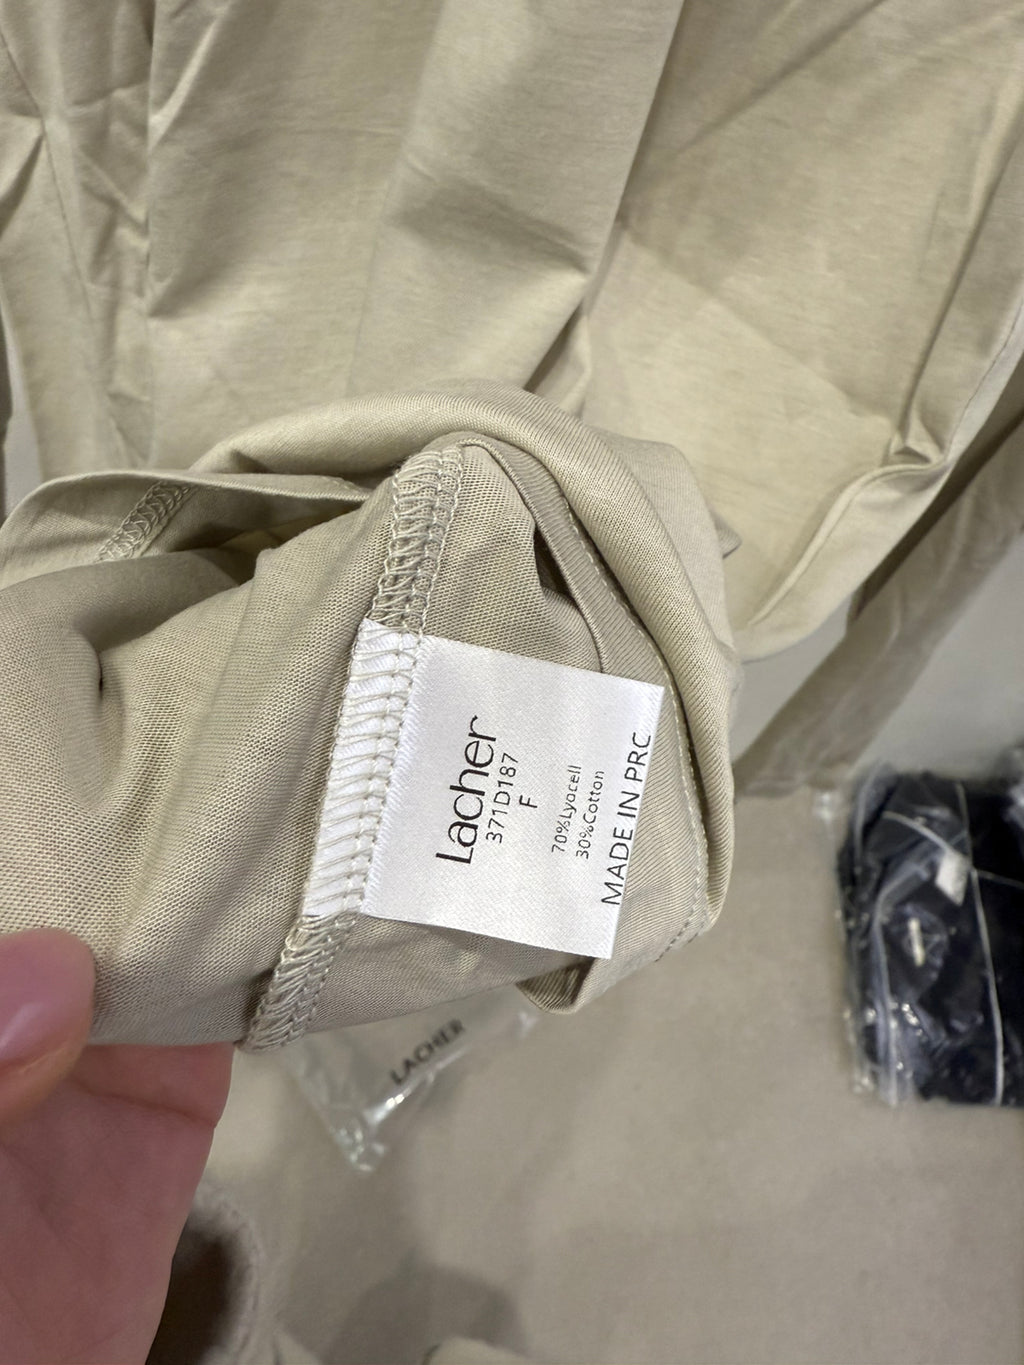 Lacher
371D187
F
70%Lyocell
30%Cotton
MADE IN PRC
LACHER